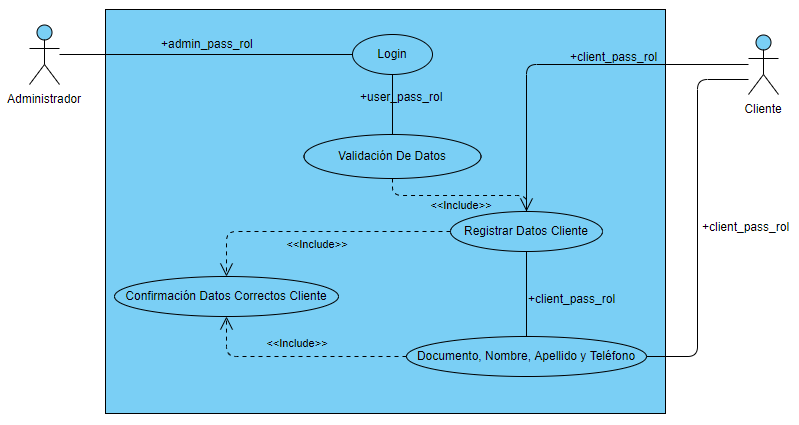 +admin_pass_rol
Login
+client_pass_rol
Administrador
+user_pass_rol
Cliente
Validación De Datos
<<Include>>
Registrar Datos Cliente
+client_pass_rol
<<Include>>
Confirmación Datos Correctos Cliente
+client_pass_rol
<<Include>>
Documento, Nombre, Apellido y Teléfono